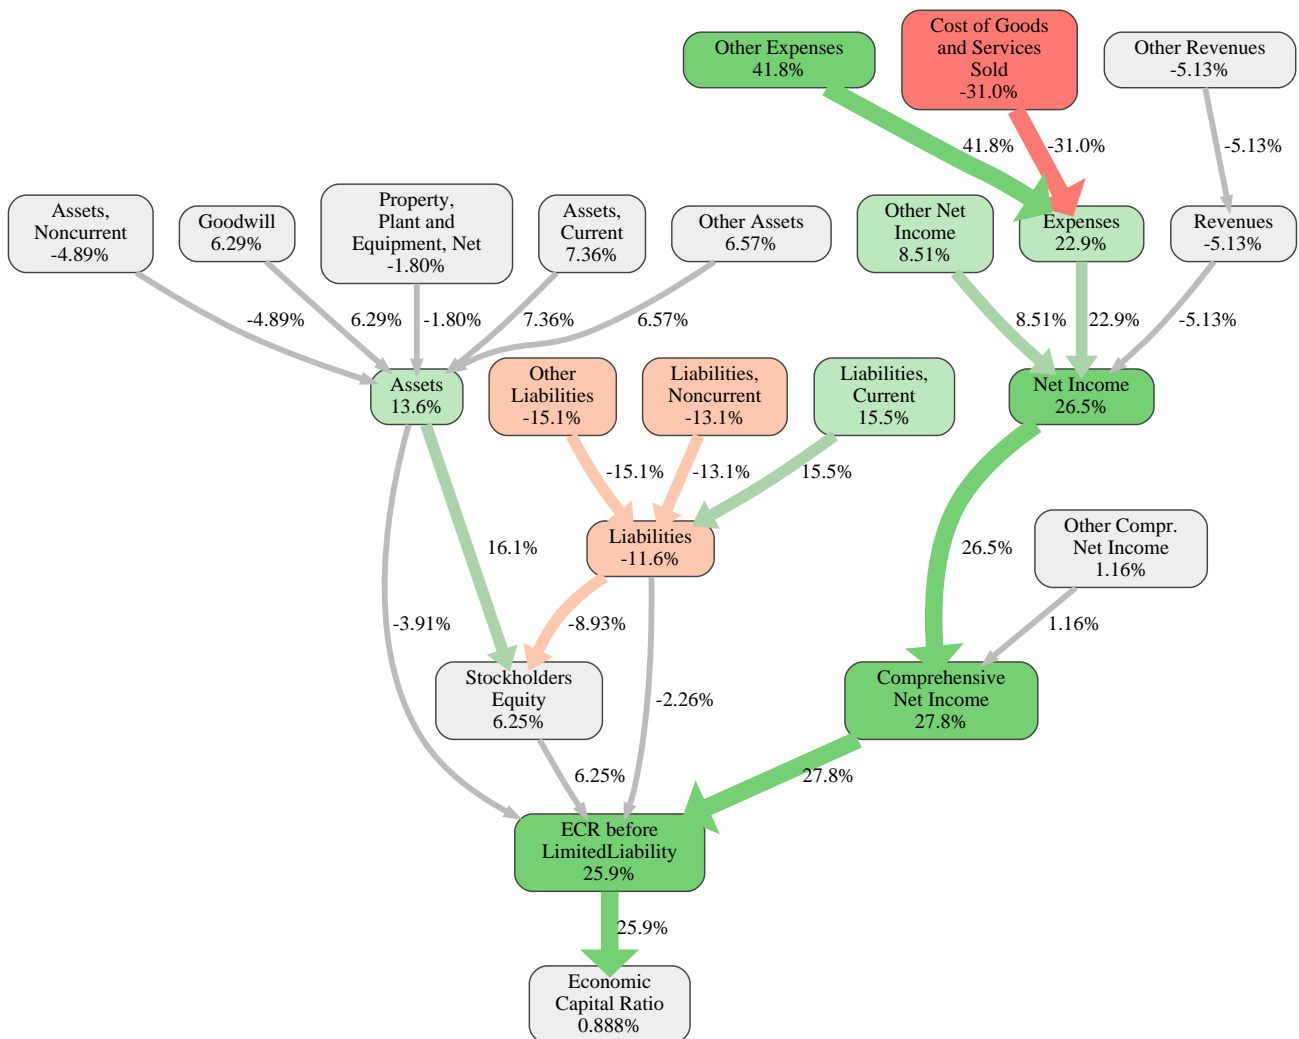 Other Expenses
41.8%
Cost of Goods
and Services
Sold
-31.0%
Other Revenues
-5.13%
41.8%
-31.0%
-5.13%
Assets,
Noncurrent
-4.89%
Goodwill
6.29%
Property,
Plant and
Equipment, Net
-1.80%
Assets,
Current
7.36%
Other Assets
6.57%
Other Net
Income
8.51%
Expenses
22.9%
Revenues
-5.13%
-4.89%
6.29%
-1.80%
7.36%
6.57%
8.51%
22.9%
-5.13%
Assets
13.6%
Other
Liabilities
-15.1%
Liabilities,
Noncurrent
-13.1%
Liabilities,
Current
15.5%
Net Income
26.5%
-15.1%
-13.1%
15.5%
Liabilities
-11.6%
16.1%
26.5%
Other Compr.
Net Income
1.16%
-3.91%
-8.93%
1.16%
Stockholders
Equity
6.25%
-2.26%
Comprehensive
Net Income
27.8%
6.25%
27.8%
ECR before
LimitedLiability
25.9%
25.9%
Economic
Capital Ratio
0.888%